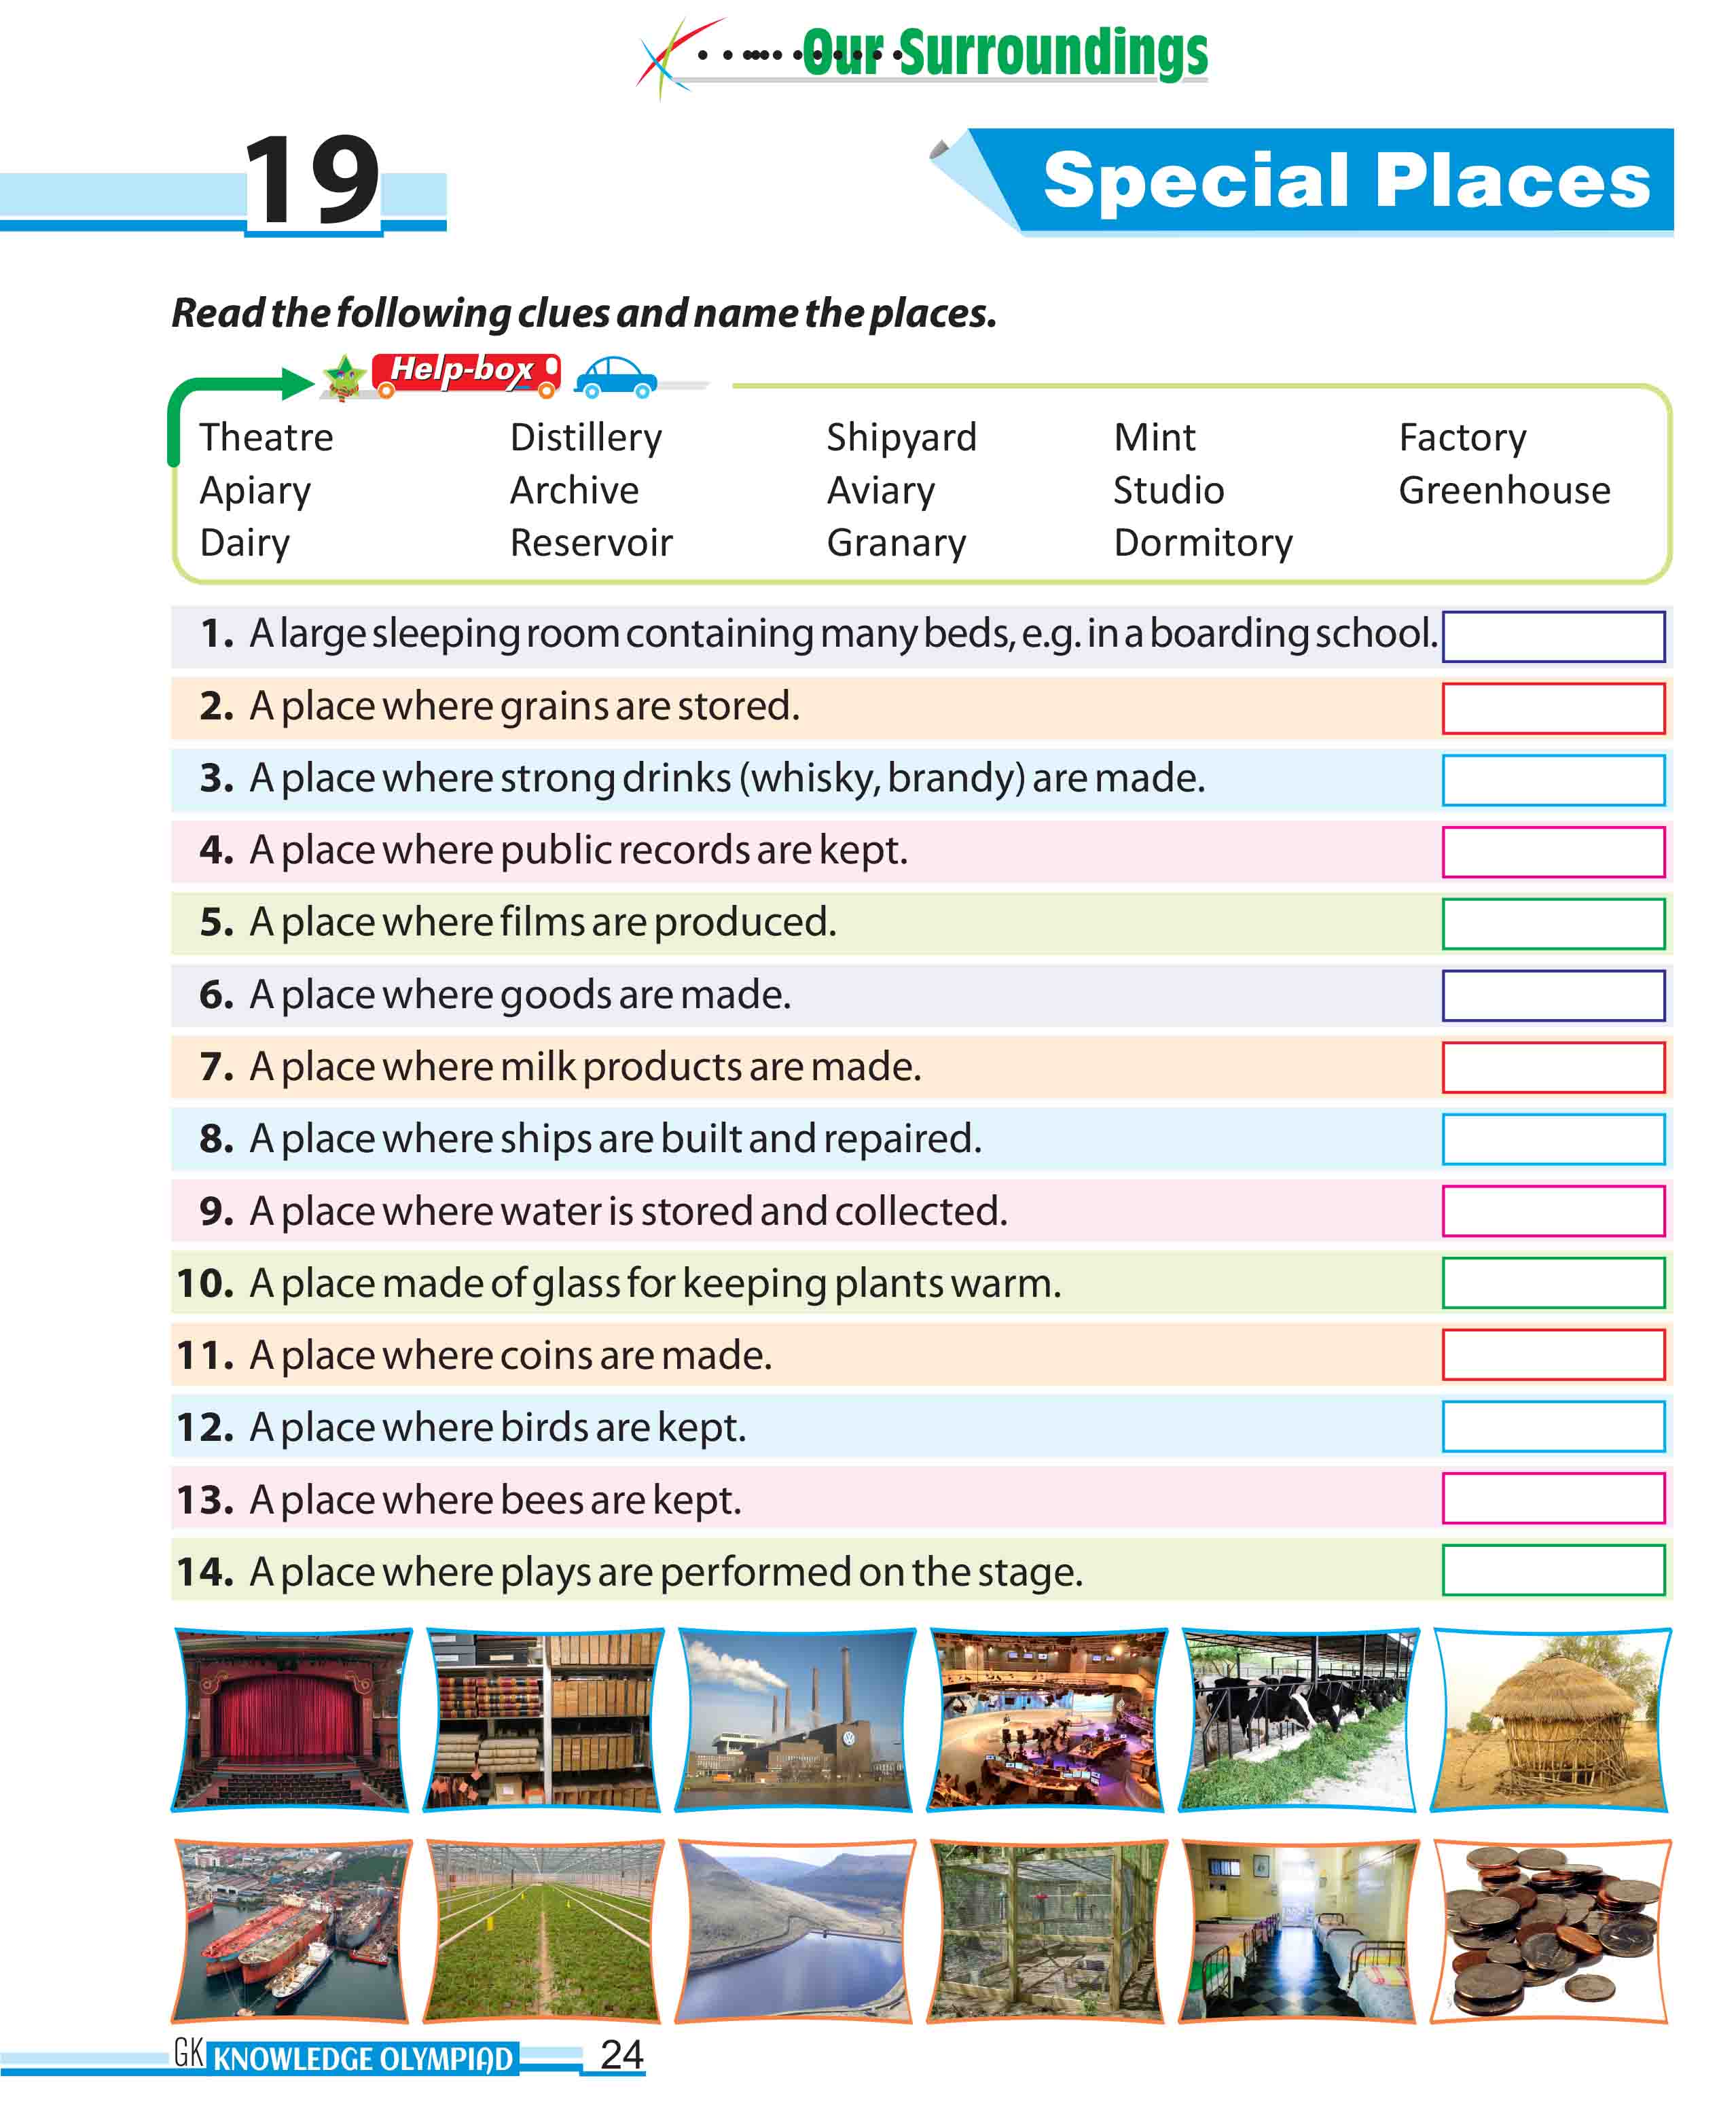 Our Surroundings
19
Special Places
Read the following clues and name the places.
Help-box
Theatre Distillery Shipyard Mint Factory
Apiary Archive Aviary Studio Greenhouse
Dairy Reservoir Granary Dormitory
1. A large sleeping room containing many beds, e.g. in a boarding school.
2. A place where grains are stored.
3. A place where strong drinks (whisky, brandy) are made.
4. A place where public records are kept.
5. A place where films are produced.
6. A place where goods are made.
7. A place where milk products are made.
8. A place where ships are built and repaired.
9. A place where water is stored and collected.
10. A place made of glass for keeping plants warm.
11. A place where coins are made.
12. A place where birds are kept.
13. A place where bees are kept.
14. A place where plays are performed on the stage.
GK KNOWLEDGE OLYMPIAD 24